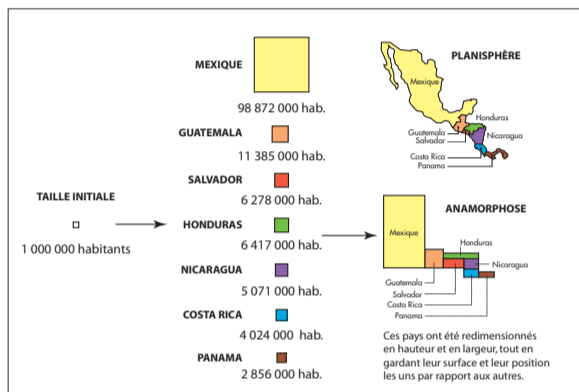 TAILLE INITIALE
1 000 000 habitants
MEXIQUE
98 872 000 hab.
GUATEMALA
11 385 000 hab.
SALVADOR
6 278 000 hab.
HONDURAS
6 417 000 hab.
NICARAGUA
5 071 000 hab.
COSTA RICA
4 024 000 hab.
PANAMA
2 856 000 hab.
PLANISPHÈRE
Mexique
Honduras
Guatemala
Salvador
Nicaragua
Costa Rica
Panama
ANAMORPHOSE
Mexique
Honduras
Nicaragua
Guatemala
Salvador
Costa Rica
Panama
Ces pays ont été redimensionnés
en hauteur et en largeur, tout en
gardant leur surface et leur position
les uns par rapport aux autres.